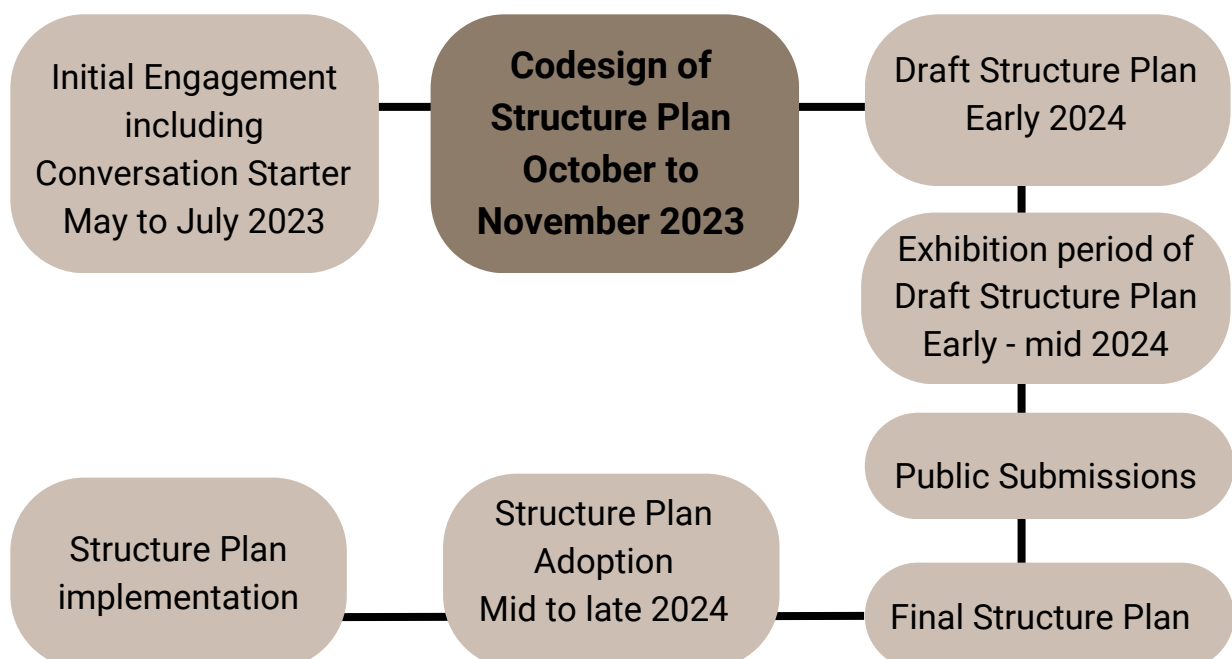 Initial Engagement
including
Conversation Starter
May to July 2023
Codesign of
Structure Plan
October to
November 2023
Draft Structure Plan
Early 2024
Exhibition period of
Draft Structure Plan
Early - mid 2024
Public Submissions
Final Structure Plan
Structure Plan
Adoption
Mid to late 2024
Structure Plan
implementation